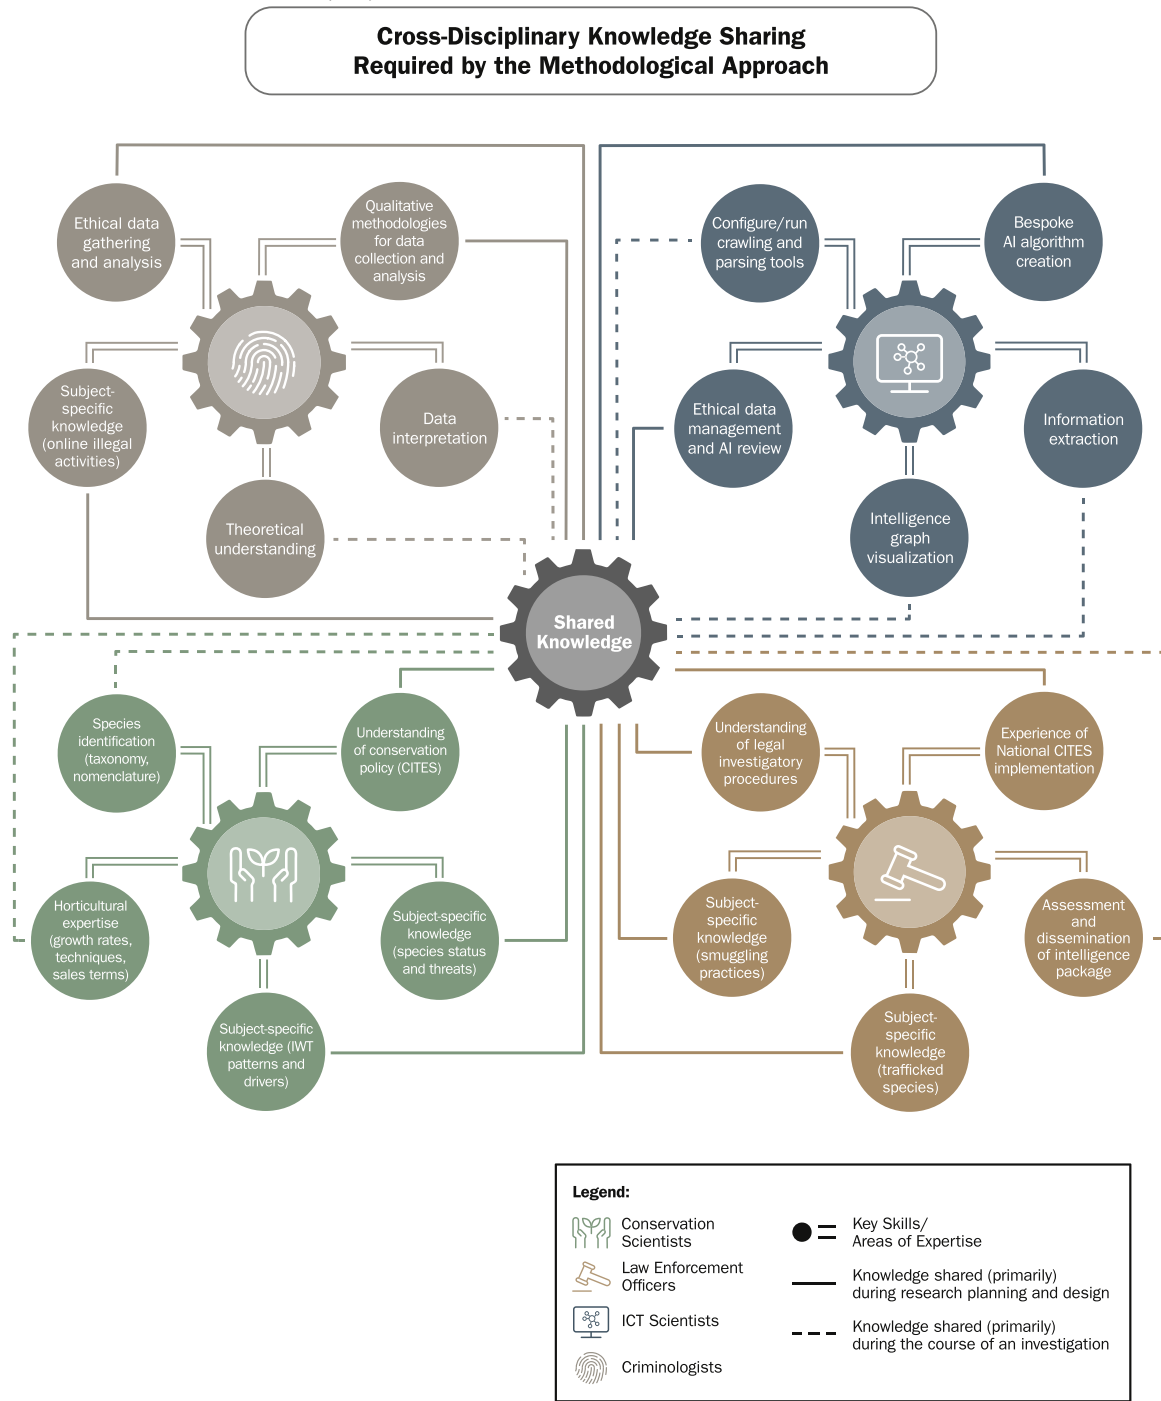 Cross-Disciplinary Knowledge Sharing
Required by the Methodological Approach
Ethical data
gathering
and analysis
Qualitative
methodologies
for data
collection and
analysis
Subject-
specific
knowledge
(online illegal
activities)
Data
interpretation
Theoretical
understanding
Configure/run
crawling and
parsing tools
Bespoke
AI algorithm
creation
Ethical data
management
and AI review
Information
extraction
Intelligence
graph
visualization
Shared
Knowledge
Species
identification
(taxonomy,
nomenclature)
Understanding
of conservation
policy (CITES)
Horticultural
expertise
(growth rates,
techniques,
sales terms)
Subject-specific
knowledge
(species status
and threats)
Subject-specific
knowledge (IWT
patterns and
drivers)
Understanding
of legal
investigatory
procedures
Experience of
National CITES
implementation
Subject-
specific
knowledge
(smuggling
practices)
Assessment
and
dissemination
of intelligence
package
Subject-
specific
knowledge
(trafficked
species)
Legend:
Conservation
Scientists
Law Enforcement
Officers
ICT Scientists
Criminologists
Key Skills/
Areas of Expertise
Knowledge shared (primarily)
during research planning and design
Knowledge shared (primarily)
during the course of an investigation